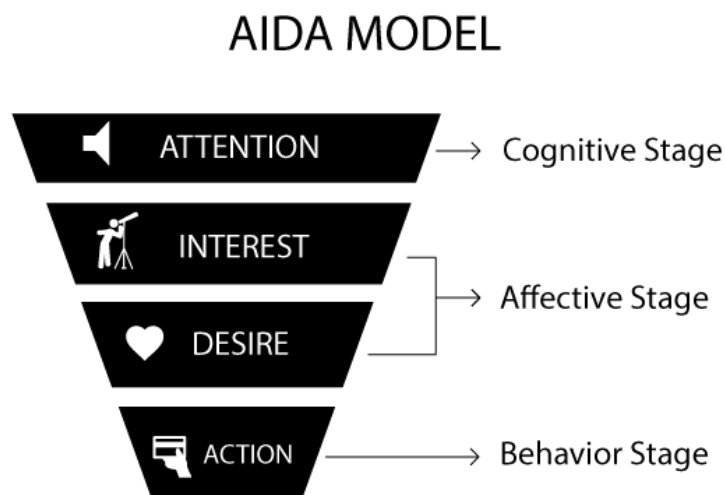 AIDA MODEL
ATTENTION
Cognitive Stage
INTEREST
Affective Stage
DESIRE
ACTION
Behavior Stage